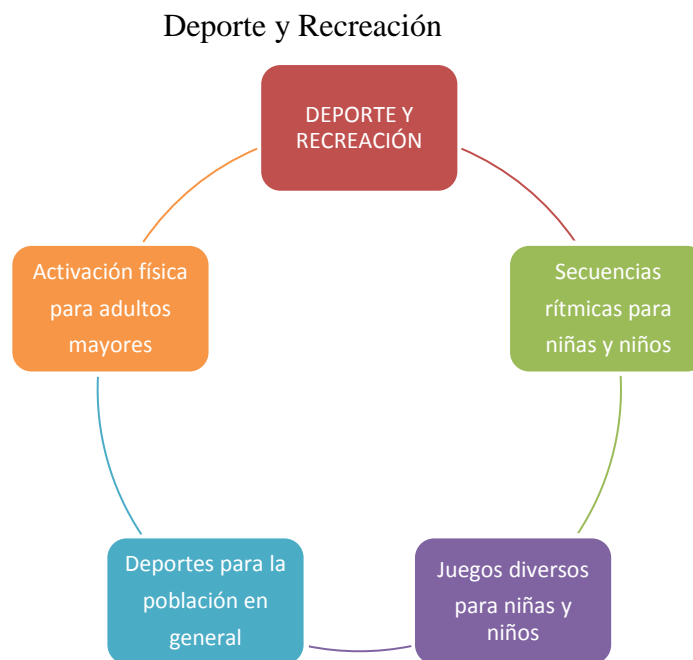 Deporte y Recreación
DEPORTE Y
RECREACIÓN
Secuencias
rítmicas para
niñas y niños
Juegos diversos
para niñas y
niños
Deportes para la
población en
general
Activación física
para adultos
mayores